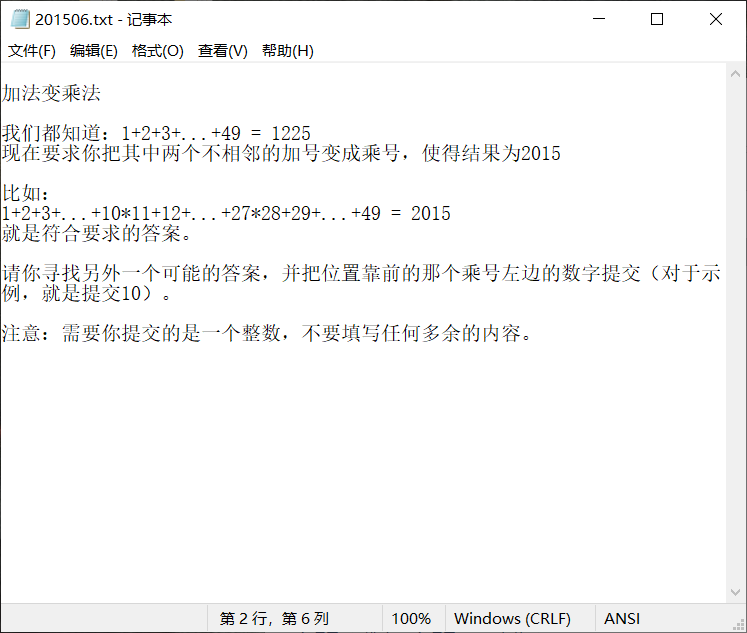 201506.txt - 记事本
文件(F) 编辑(E) 格式(O) 查看(V) 帮助(H)
加法变乘法
我们都知道：1+2+3+...+49 = 1225
现在要求你把其中两个不相邻的加号变成乘号，使得结果为2015
比如：
1+2+3+...+10*11+12+...+27*28+29+...+49 = 2015
就是符合要求的答案。
请你寻找另外一个可能的答案，并把位置靠前的那个乘号左边的数字提交（对于示
例，就是提交10）。
注意：需要你提交的是一个整数，不要填写任何多余的内容。
第 2 行，第 6 列 100% Windows (CRLF) ANSI